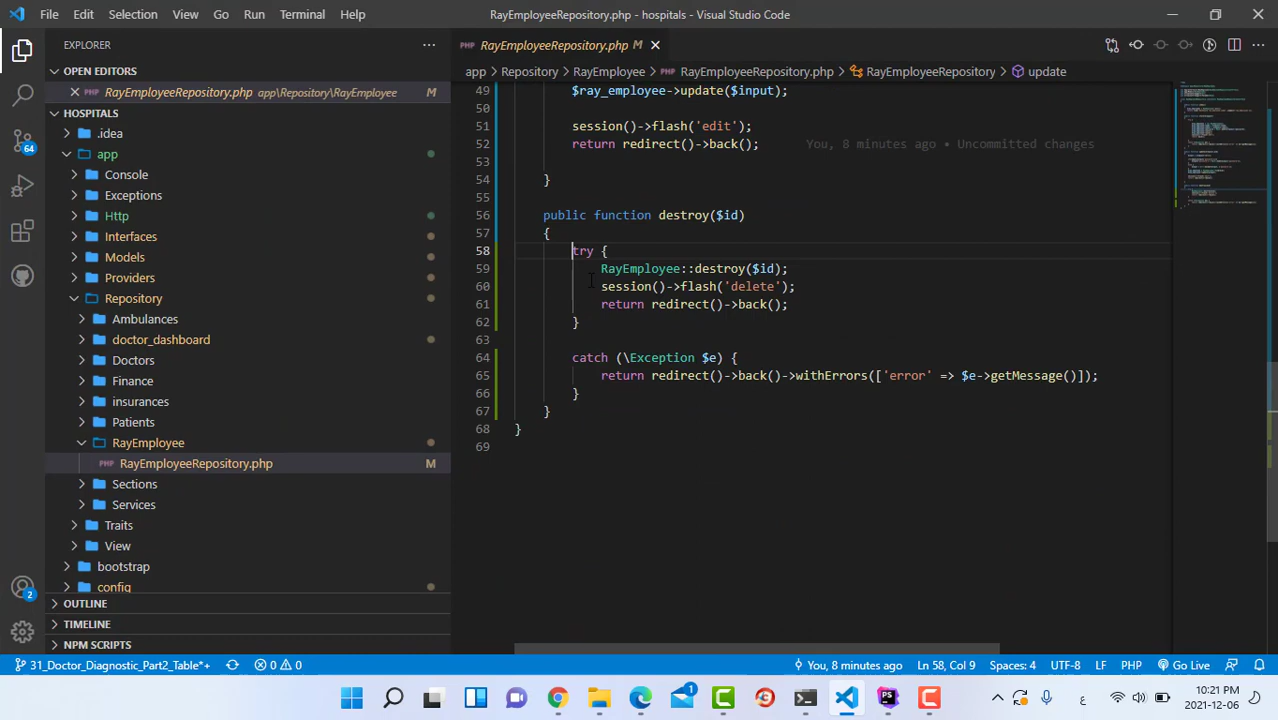 File Edit Selection View Go Run Terminal Help RayEmployeeRepository.php - hospitals - Visual Studio Code
EXPLORER
OPEN EDITORS
RayEmployeeRepository.php app\Repository\RayEmployee M
HOSPITALS
.idea
app
Console
Exceptions
Http
Interfaces
Models
Providers
Repository
Ambulances
doctor_dashboard
Doctors
Finance
insurances
Patients
RayEmployee
PHP RayEmployeeRepository.php M
Sections
Services
Traits
View
bootstrap
config
OUTLINE
TIMELINE
NPM SCRIPTS
64
2
RayEmployeeRepository.php M
app > Repository > RayEmployee > PHP RayEmployeeRepository.php > RayEmployeeRepository > update
49 $ray_employee->update($input);
50
51 session()->flash('edit');
52 return redirect()->back(); You, 8 minutes ago • Uncommitted changes
53
54 }
55
56 public function destroy($id)
57 {
58 try {
59 RayEmployee::destroy($id);
60 session()->flash('delete');
61 return redirect()->back();
62 }
63
64 catch (\Exception $e) {
65 return redirect()->back()->withErrors(['error' => $e->getMessage()]);
66 }
67 }
68 }
69
31_Doctor_Diagnostic_Part2_Table*+ 0 0 You, 8 minutes ago Ln 58, Col 9 Spaces: 4 UTF-8 LF PHP Go Live
1 PS ع 10:21 PM
2021-12-06